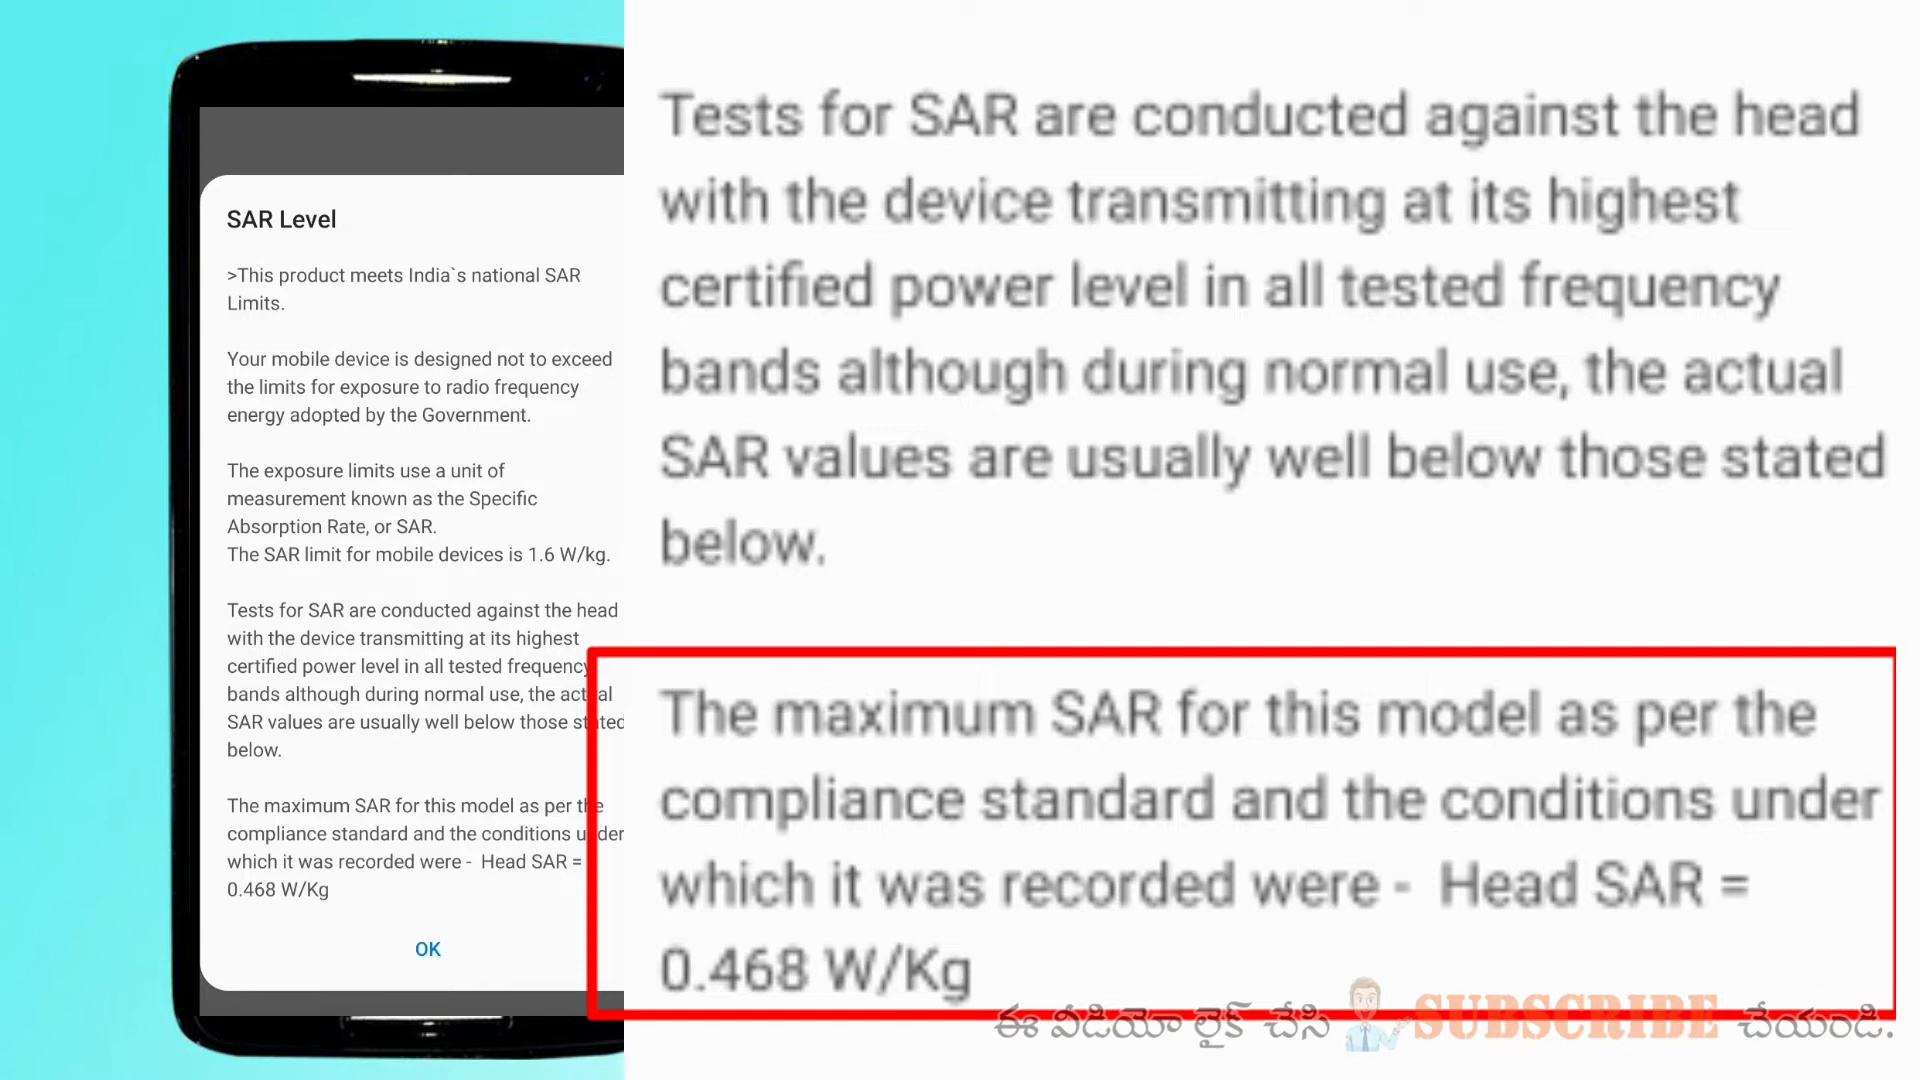 SAR Level
>This product meets India`s national SAR
Limits.
Your mobile device is designed not to exceed
the limits for exposure to radio frequency
energy adopted by the Government.
The exposure limits use a unit of
measurement known as the Specific
Absorption Rate, or SAR.
The SAR limit for mobile devices is 1.6 W/kg.
Tests for SAR are conducted against the head
with the device transmitting at its highest
certified power level in all tested frequency
bands although during normal use, the actual
SAR values are usually well below those stated
below.
The maximum SAR for this model as per the
compliance standard and the conditions under
which it was recorded were -  Head SAR =
0.468 W/Kg
OK
Tests for SAR are conducted against the head
with the device transmitting at its highest
certified power level in all tested frequency
bands although during normal use, the actual
SAR values are usually well below those stated
below.
The maximum SAR for this model as per the
compliance standard and the conditions under
which it was recorded were -  Head SAR =
0.468 W/Kg
ఈ వీడియో లైక్ చేసి SUBSCRIBE చేయండి.